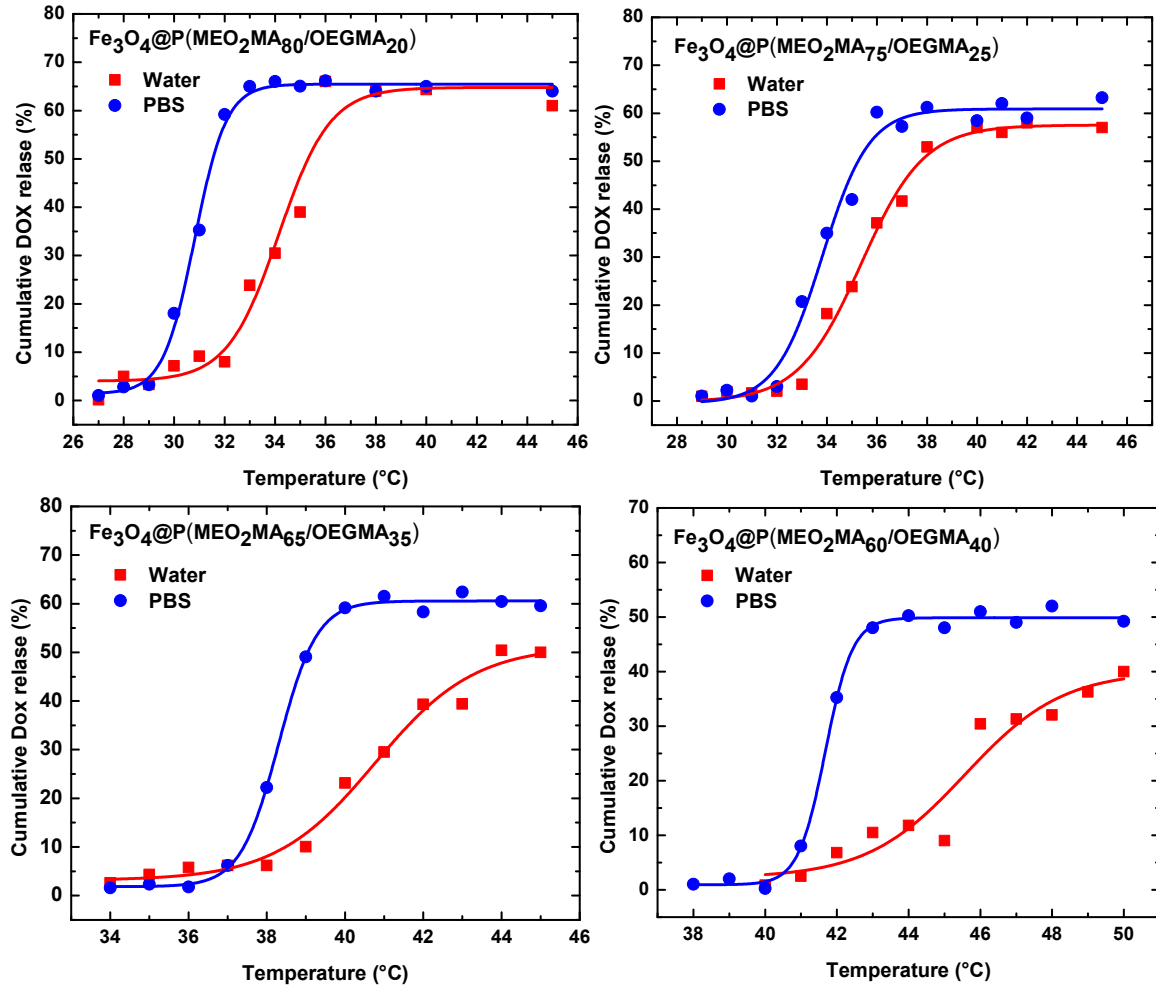 Fe3O4@P(MEO2MA80/OEGMA20)
Water
PBS
Cumulative DOX relase (%)
80
70
60
50
40
30
20
10
0
26 28 30 32 34 36 38 40 42 44 46
Temperature (°C)
Fe3O4@P(MEO2MA75/OEGMA25)
Water
PBS
Cumulative DOX relase (%)
80
70
60
50
40
30
20
10
0
28 30 32 34 36 38 40 42 44 46
Temperature (°C)
Fe3O4@P(MEO2MA65/OEGMA35)
Water
PBS
Cumulative Dox relase (%)
80
70
60
50
40
30
20
10
0
34 36 38 40 42 44 46
Temperature (°C)
Fe3O4@P(MEO2MA60/OEGMA40)
Water
PBS
Cumulative Dox relase (%)
70
60
50
40
30
20
10
0
38 40 42 44 46 48 50
Temperature (°C)